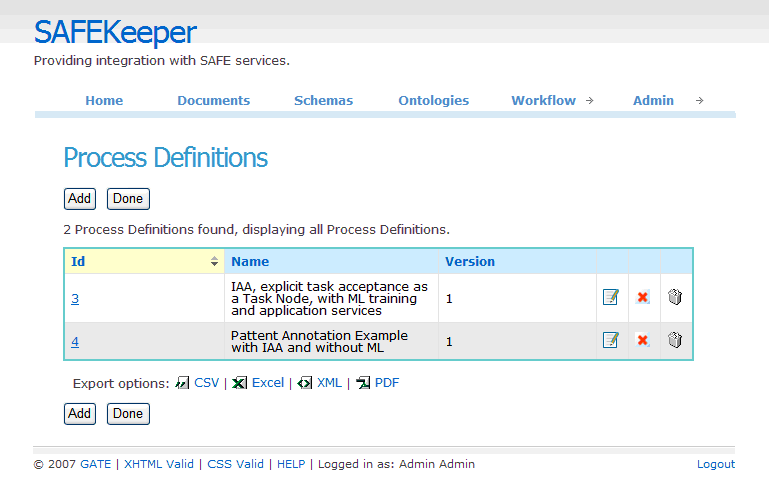 SAFEKeeper
Providing integration with SAFE services.
Home Documents Schemas Ontologies Workflow Admin
Process Definitions
Add Done
2 Process Definitions found, displaying all Process Definitions.
Id Name Version
IAA, explicit task acceptance as
3 a Task Node, with ML training 1
and application services
Pattent Annotation Example
4 with IAA and without ML 1
Export options: CSV | Excel | XML | PDF
Add Done
© 2007 GATE | XHTML Valid | CSS Valid | HELP | Logged in as: Admin Admin Logout